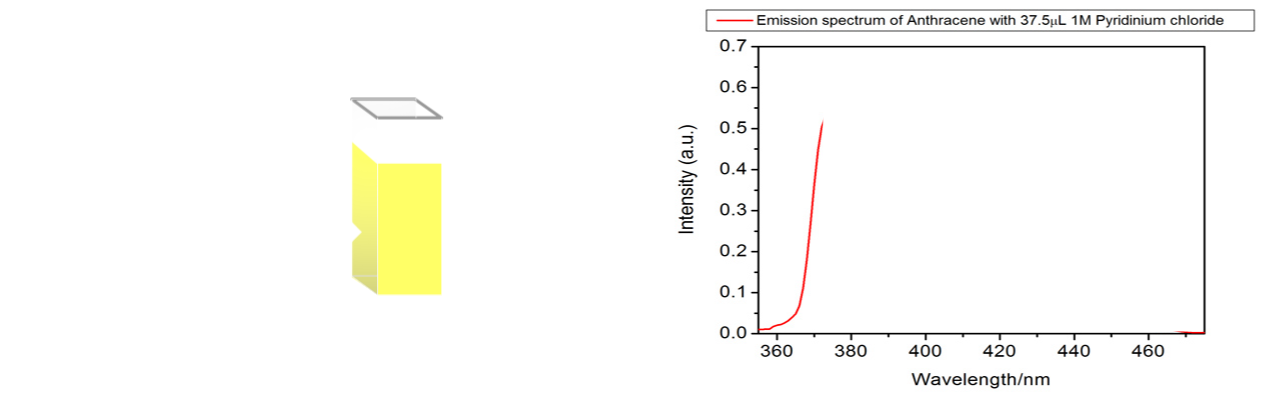 Emission spectrum of Anthracene with 37.5μL 1M Pyridinium chloride
0.7
0.6
0.5
0.4
0.3
0.2
0.1
0.0
Intensity (a.u.)
360 380 400 420 440 460
Wavelength/nm